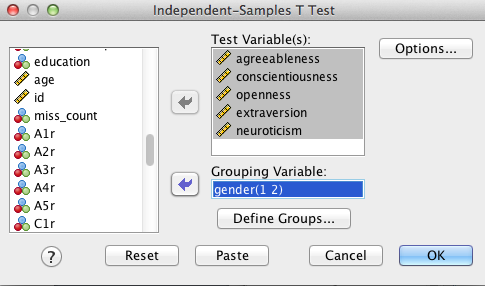 Independent-Samples T Test
education
age
id
miss_count
A1r
A2r
A3r
A4r
A5r
C1r
Test Variable(s):
agreeableness
conscientiousness
openness
extraversion
neuroticism
Grouping Variable:
gender(1 2)
Define Groups...
Options...
?
Reset
Paste
Cancel
OK